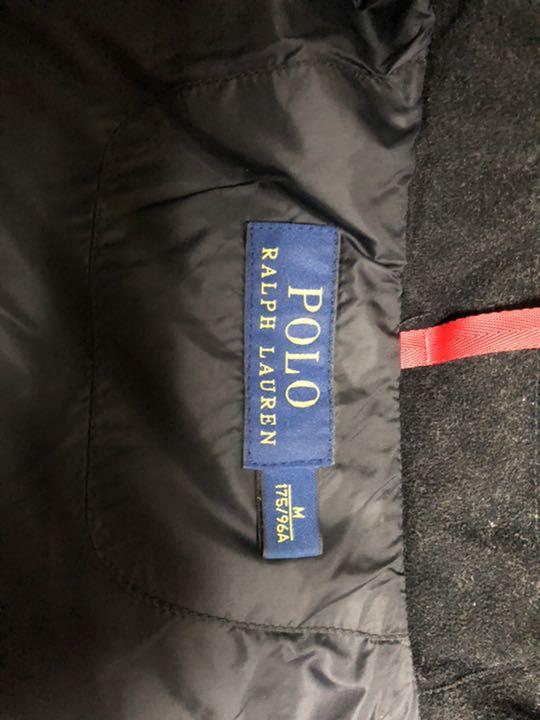 POLO
RALPH LAUREN
M
175/96A